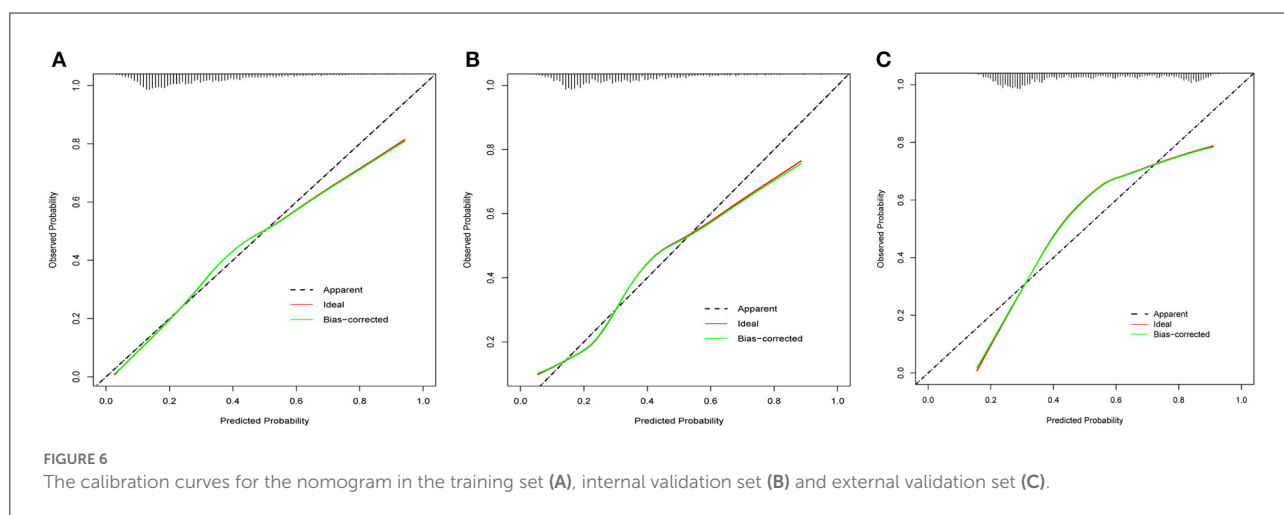 A
1.0
0.8
0.6
0.4
0.2
0.0
Observed Probability
Apparent
Ideal
Bias-corrected
0.0 0.2 0.4 0.6 0.8 1.0
Predicted Probability
B
1.0
0.8
0.6
0.4
0.2
Observed Probability
Apparent
Ideal
Bias-corrected
0.0 0.2 0.4 0.6 0.8 1.0
Predicted Probability
C
1.0
0.8
0.6
0.4
0.2
0.0
Observed Probability
Apparent
Ideal
Bias-corrected
0.0 0.2 0.4 0.6 0.8 1.0
Predicted Probability
FIGURE 6
The calibration curves for the nomogram in the training set (A), internal validation set (B) and external validation set (C).